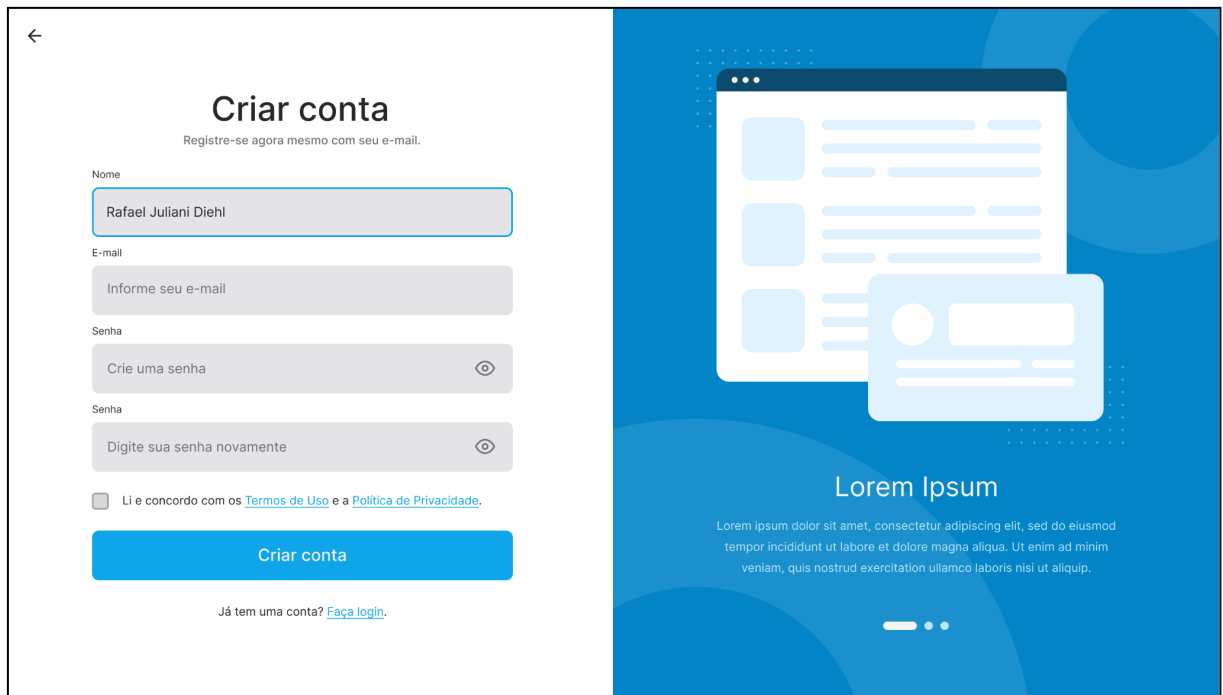 Criar conta
Registre-se agora mesmo com seu e-mail.
Nome
Rafael Juliani Diehl
E-mail
Informe seu e-mail
Senha
Crie uma senha
Senha
Digite sua senha novamente
Li e concordo com os Termos de Uso e a Política de Privacidade.
Criar conta
Já tem uma conta? Faça login.
Lorem Ipsum
Lorem ipsum dolor sit amet, consectetur adipiscing elit, sed do eiusmod
tempor incididunt ut labore et dolore magna aliqua. Ut enim ad minim
veniam, quis nostrud exercitation ullamco laboris nisi ut aliquip.